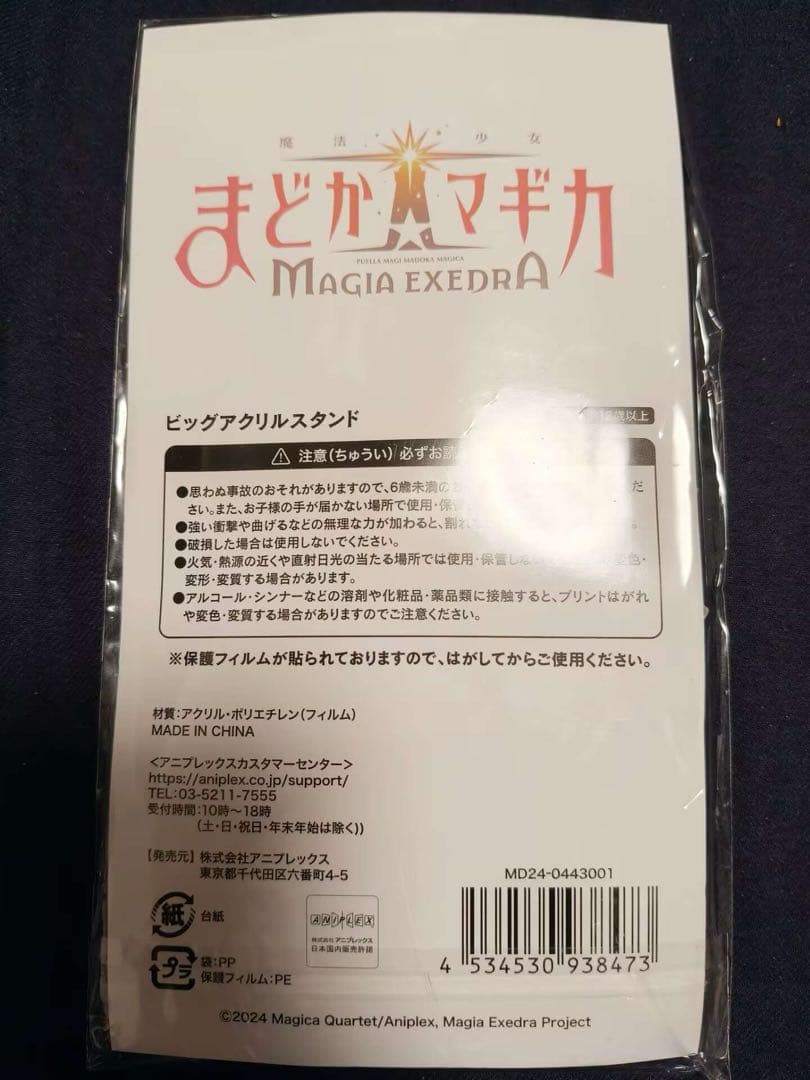 魔法少女
まどか マギカ
PUELLA MAGI MADOKA MAGICA
MAGIA EXEDRA
ビッグアクリルスタンド
歳以上
注意(ちゅうい) 必ずお読
●思わぬ事故のおそれがありますので、6歳未満の だ
さい。また、お子様の手が届かない場所で使用・保
●強い衝撃や曲げるなどの無理な力が加わると、割れ 。
●破損した場合は使用しないでください。
●火気・熱源の近くや直射日光の当たる場所では使用・保管しな 変色・
変形・変質する場合があります。
●アルコール・シンナーなどの溶剤や化粧品・薬品類に接触すると、プリントはがれ
や変色・変質する場合がありますのでご注意ください。
※保護フィルムが貼られておりますので、はがしてからご使用ください。
材質:アクリル・ポリエチレン(フィルム)
MADE IN CHINA
<アニプレックスカスタマーセンター>
https://aniplex.co.jp/support/
TEL:03-5211-7555
受付時間:10時~18時
(土・日・祝日・年末年始は除く))
【発売元】 株式会社アニプレックス
東京都千代田区六番町4-5
紙 台紙
プラ 袋:PP
保護フィルム:PE
ANIPLEX
株式会社 アニプレックス
日本国内販売許諾
MD24-0443001
4 534530 938473
©2024 Magica Quartet/Aniplex, Magia Exedra Project